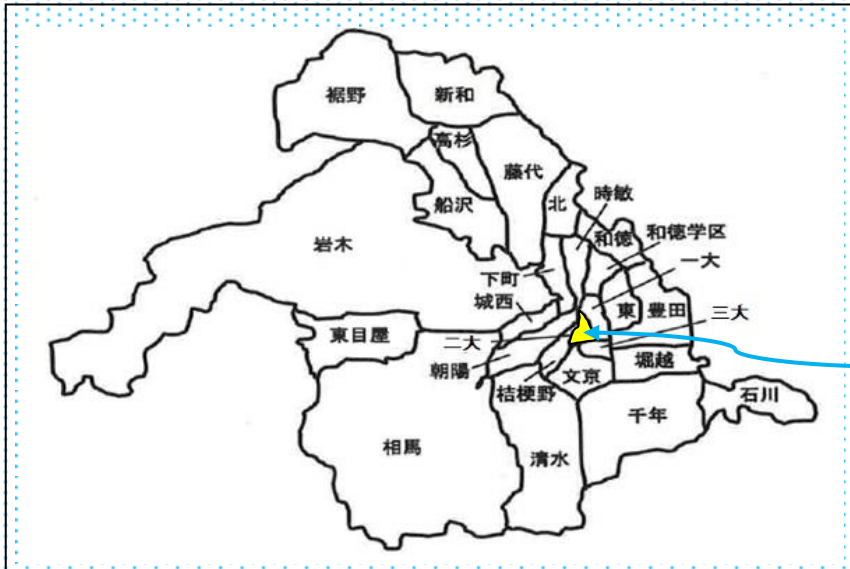 裾野
新和
高杉
藤代
船沢
北
時敏
岩木
和徳
和徳学区
下町
一大
城西
東
豊田
三大
東目屋
二大
朝陽
堀越
桔梗野
文京
石川
千年
相馬
清水